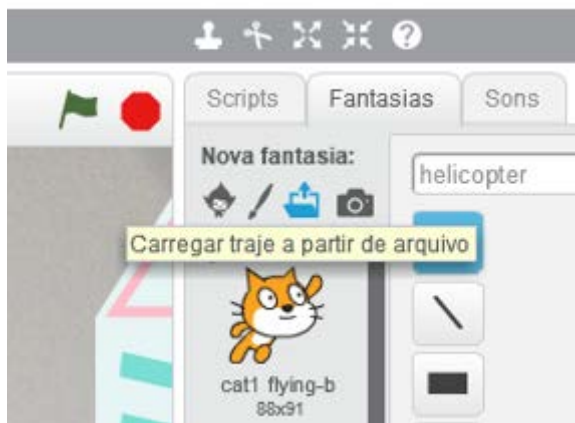 Scripts Fantasias Sons
Nova fantasia:
helicopter
Carregar traje a partir de arquivo
cat1 flying-b
88x91